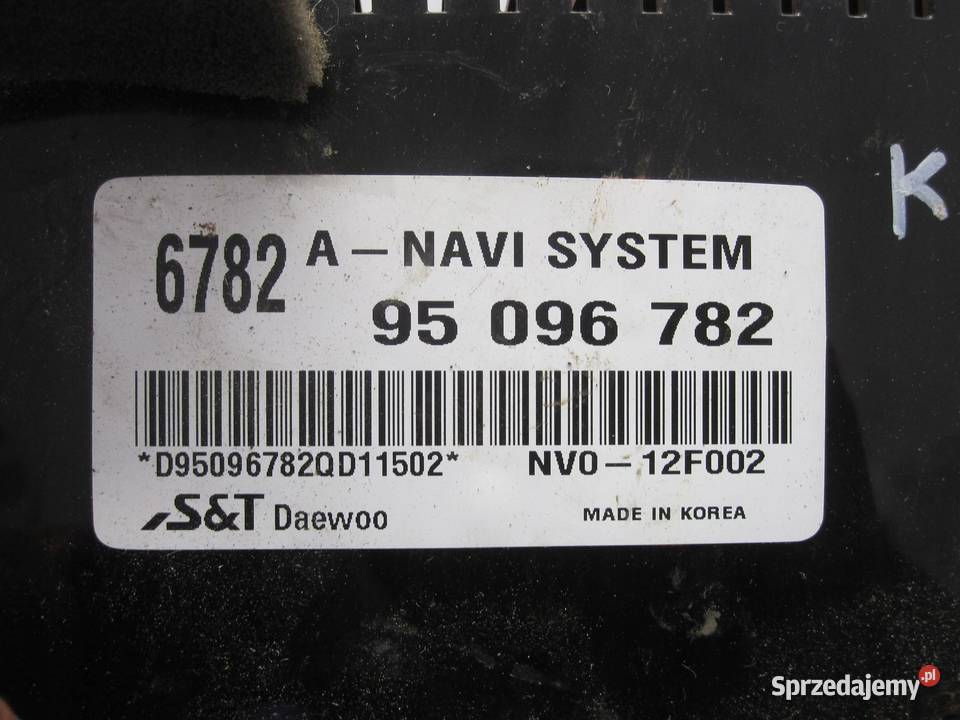 6782 A – NAVI SYSTEM
95 096 782
*D95096782QD11502* NV0 – 12F002
S&T Daewoo MADE IN KOREA
K
Sprzedajemy.pl